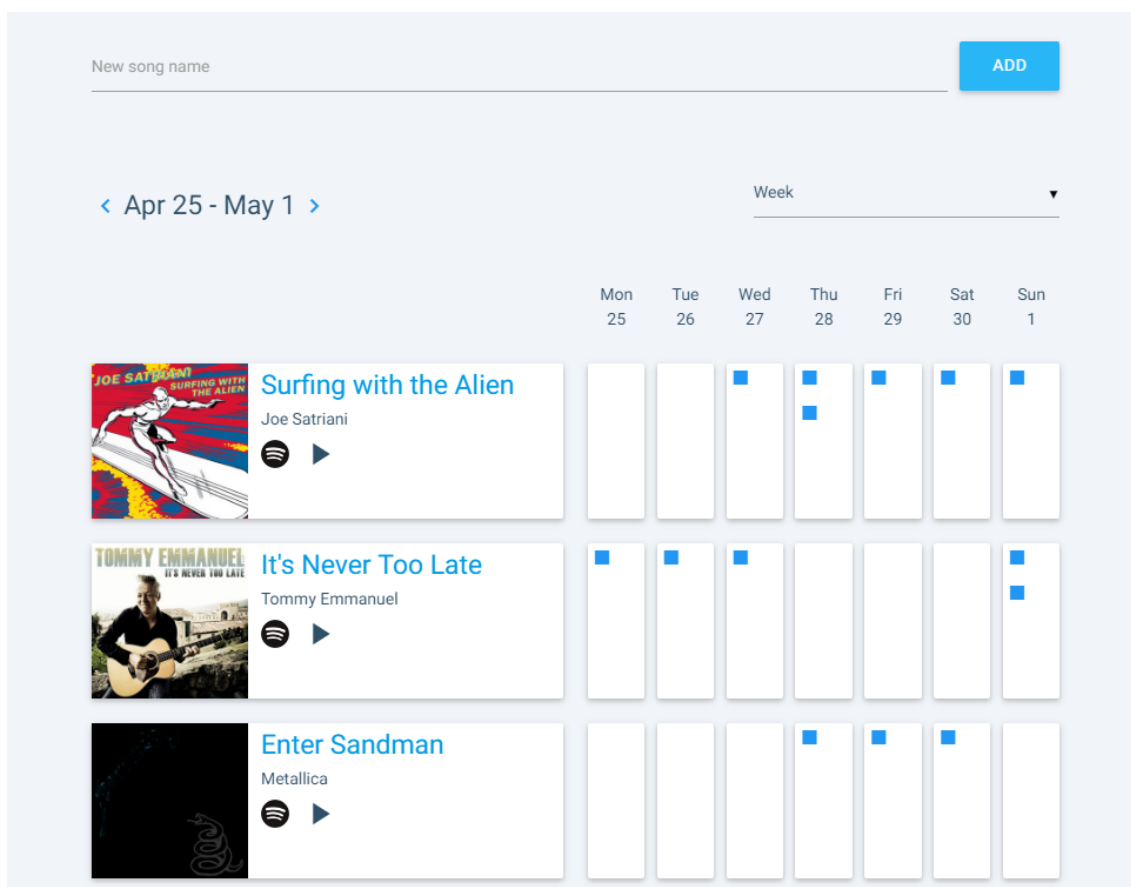 New song name
ADD
‹ Apr 25 - May 1 ›
Week
Mon Tue Wed Thu Fri Sat Sun
25 26 27 28 29 30 1
JOE SATRIANI
SURFING WITH
THE ALIEN
Surfing with the Alien
Joe Satriani
TOMMY EMMANUEL
IT'S NEVER TOO LATE
It's Never Too Late
Tommy Emmanuel
Enter Sandman
Metallica